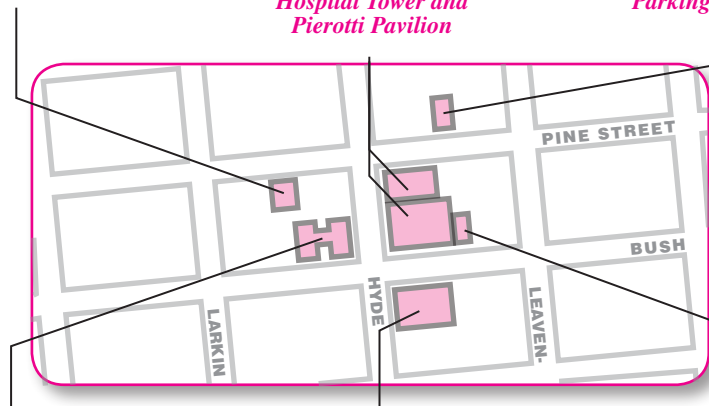 Hospital Tower and
Pierotti Pavilion
Parking
PINE STREET
BUSH
HYDE
LEAVEN-
LARKIN